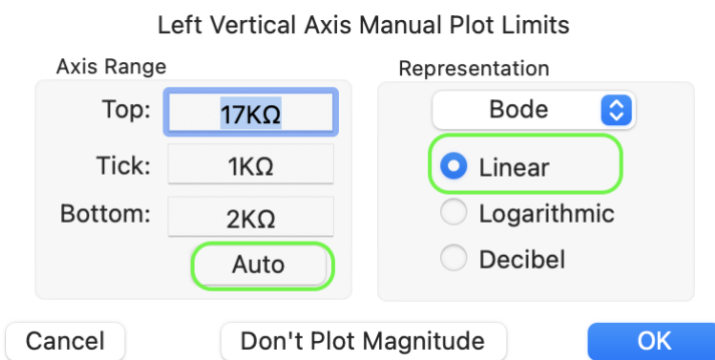 Left Vertical Axis Manual Plot Limits
Axis Range
Top: 17KΩ
Tick: 1KΩ
Bottom: 2KΩ
Auto
Representation
Bode
Linear
Logarithmic
Decibel
Cancel
Don't Plot Magnitude
OK